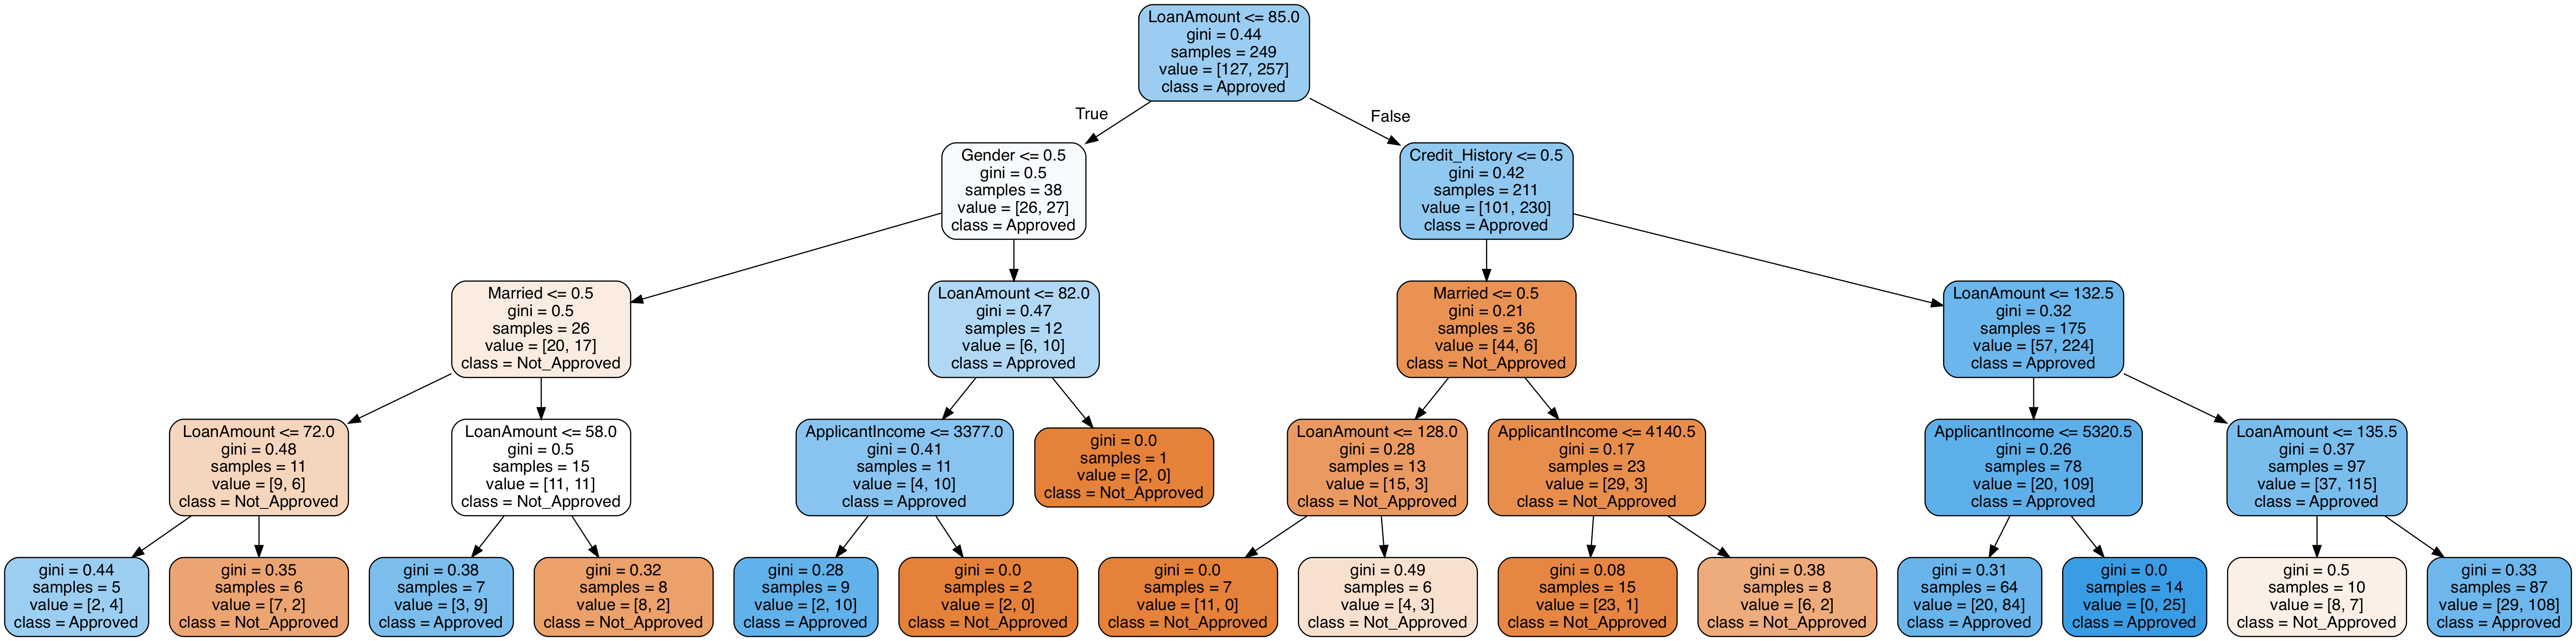 LoanAmount <= 85.0
gini = 0.44
samples = 249
value = [127, 257]
class = Approved
True
False
Gender <= 0.5
gini = 0.5
samples = 38
value = [26, 27]
class = Approved
Credit_History <= 0.5
gini = 0.42
samples = 211
value = [101, 230]
class = Approved
Married <= 0.5
gini = 0.5
samples = 26
value = [20, 17]
class = Not_Approved
LoanAmount <= 82.0
gini = 0.47
samples = 12
value = [6, 10]
class = Approved
Married <= 0.5
gini = 0.21
samples = 36
value = [44, 6]
class = Not_Approved
LoanAmount <= 132.5
gini = 0.32
samples = 175
value = [57, 224]
class = Approved
LoanAmount <= 72.0
gini = 0.48
samples = 11
value = [9, 6]
class = Not_Approved
LoanAmount <= 58.0
gini = 0.5
samples = 15
value = [11, 11]
class = Not_Approved
ApplicantIncome <= 3377.0
gini = 0.41
samples = 11
value = [4, 10]
class = Approved
gini = 0.0
samples = 1
value = [2, 0]
class = Not_Approved
LoanAmount <= 128.0
gini = 0.28
samples = 13
value = [15, 3]
class = Not_Approved
ApplicantIncome <= 4140.5
gini = 0.17
samples = 23
value = [29, 3]
class = Not_Approved
ApplicantIncome <= 5320.5
gini = 0.26
samples = 78
value = [20, 109]
class = Approved
LoanAmount <= 135.5
gini = 0.37
samples = 97
value = [37, 115]
class = Approved
gini = 0.44
samples = 5
value = [2, 4]
class = Approved
gini = 0.35
samples = 6
value = [7, 2]
class = Not_Approved
gini = 0.38
samples = 7
value = [3, 9]
class = Approved
gini = 0.32
samples = 8
value = [8, 2]
class = Not_Approved
gini = 0.28
samples = 9
value = [2, 10]
class = Approved
gini = 0.0
samples = 2
value = [2, 0]
class = Not_Approved
gini = 0.0
samples = 7
value = [11, 0]
class = Not_Approved
gini = 0.49
samples = 6
value = [4, 3]
class = Not_Approved
gini = 0.08
samples = 15
value = [23, 1]
class = Not_Approved
gini = 0.38
samples = 8
value = [6, 2]
class = Not_Approved
gini = 0.31
samples = 64
value = [20, 84]
class = Approved
gini = 0.0
samples = 14
value = [0, 25]
class = Approved
gini = 0.5
samples = 10
value = [8, 7]
class = Not_Approved
gini = 0.33
samples = 87
value = [29, 108]
class = Approved